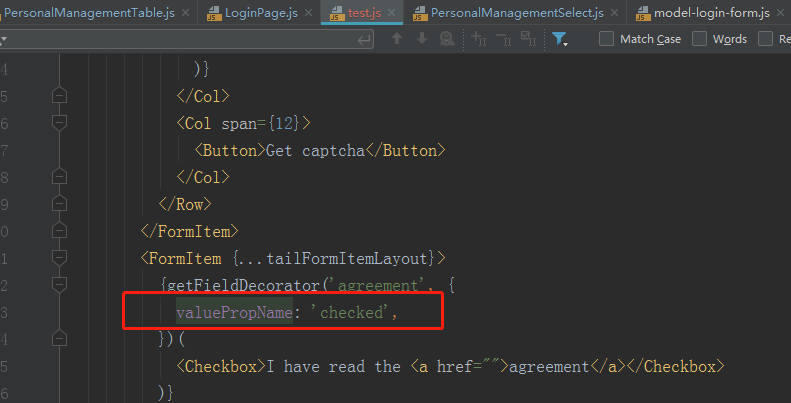 PersonalManagementTable.js × LoginPage.js × test.js × PersonalManagementSelect.js × model-login-form.js
Match Case Words Re
4 )}
5 </Col>
6 <Col span={12}>
7 <Button>Get captcha</Button>
8 </Col>
9 </Row>
0 </FormItem>
1 <FormItem {...tailFormItemLayout}>
2 {getFieldDecorator('agreement', {
3 valuePropName: 'checked',
4 })(
5 <Checkbox>I have read the <a href="">agreement</a></Checkbox>
6 )}